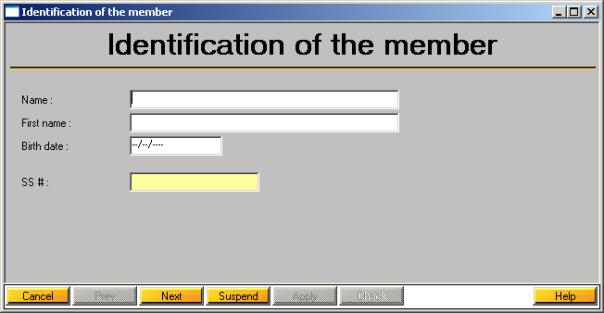 Identification of the member
Identification of the member
Name :
First name :
Birth date :
--/--/----
SS # :
Cancel Prev Next Suspend Apply Check Help